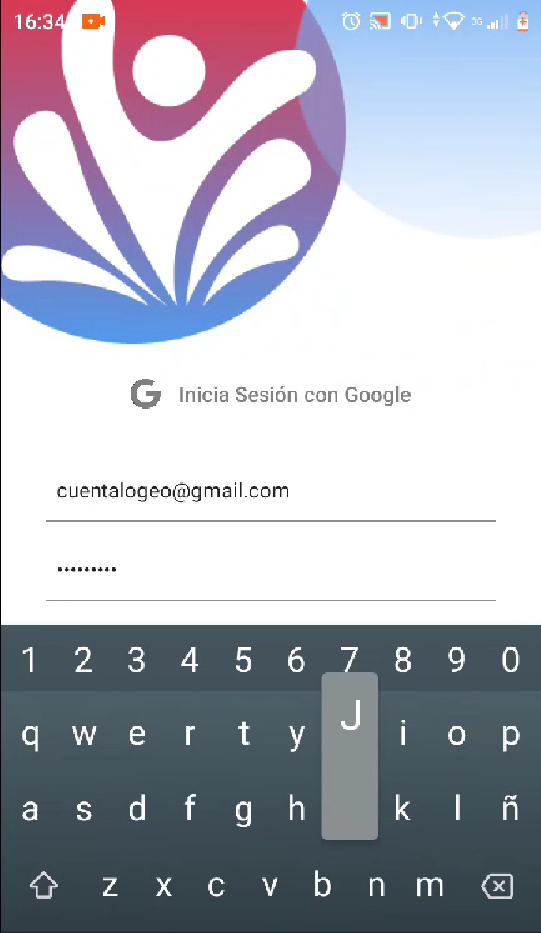 16:34 3G
Inicia Sesión con Google
cuentalogeo@gmail.com
•••••••••
1 2 3 4 5 6 7 8 9 0
q w e r t y J i o p
a s d f g h k l ñ
z x c v b n m